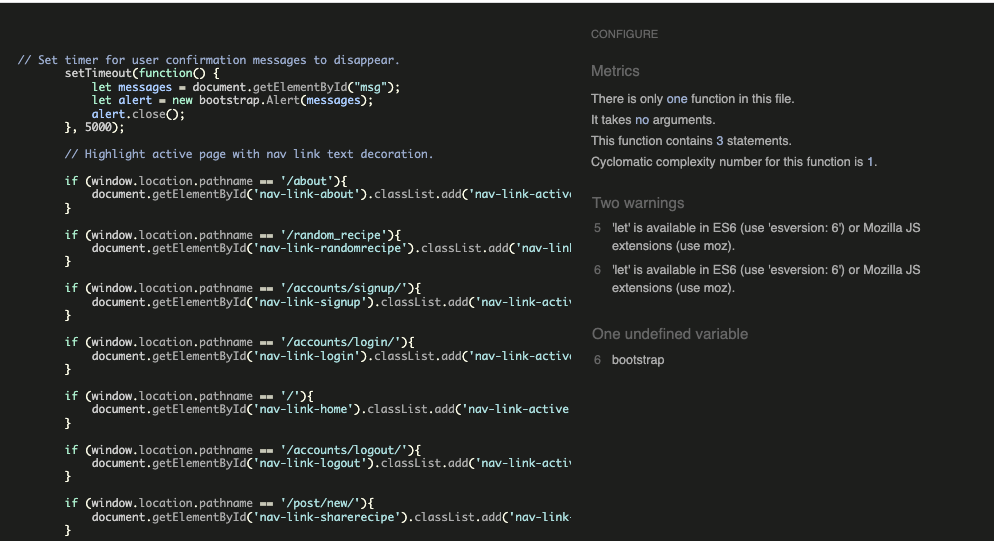 // Set timer for user confirmation messages to disappear.
setTimeout(function() {
let messages = document.getElementById("msg");
let alert = new bootstrap.Alert(messages);
alert.close();
}, 5000);
// Highlight active page with nav link text decoration.
if (window.location.pathname == '/about'){
document.getElementById('nav-link-about').classList.add('nav-link-active
}
if (window.location.pathname == '/random_recipe'){
document.getElementById('nav-link-randomrecipe').classList.add('nav-lin
}
if (window.location.pathname == '/accounts/signup/'){
document.getElementById('nav-link-signup').classList.add('nav-link-acti
}
if (window.location.pathname == '/accounts/login/'){
document.getElementById('nav-link-login').classList.add('nav-link-active
}
if (window.location.pathname == '/'){
document.getElementById('nav-link-home').classList.add('nav-link-active
}
if (window.location.pathname == '/accounts/logout/'){
document.getElementById('nav-link-logout').classList.add('nav-link-acti
}
if (window.location.pathname == '/post/new/'){
document.getElementById('nav-link-sharerecipe').classList.add('nav-link-
}
CONFIGURE
Metrics
There is only one function in this file.
It takes no arguments.
This function contains 3 statements.
Cyclomatic complexity number for this function is 1.
Two warnings
5 'let' is available in ES6 (use 'esversion: 6') or Mozilla JS
extensions (use moz).
6 'let' is available in ES6 (use 'esversion: 6') or Mozilla JS
extensions (use moz).
One undefined variable
6 bootstrap